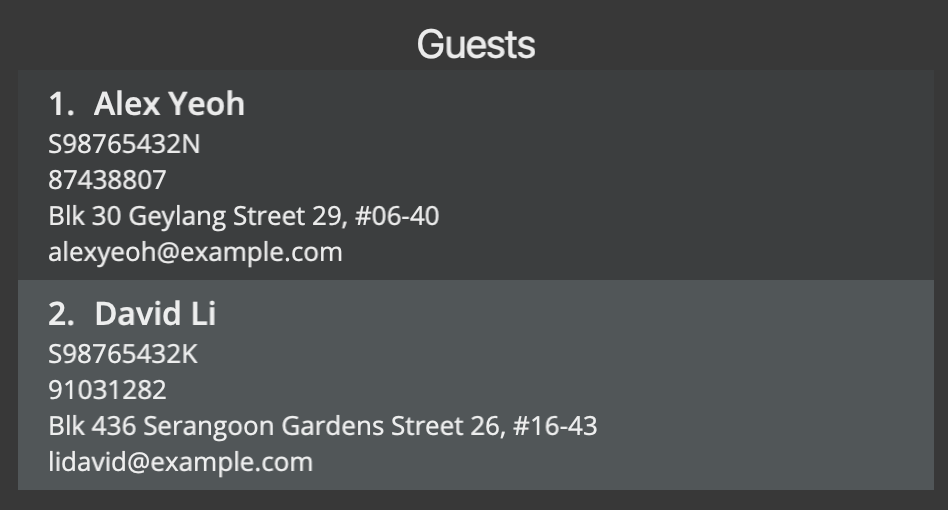 Guests
1. Alex Yeoh
S98765432N
87438807
Blk 30 Geylang Street 29, #06-40
alexyeoh@example.com
2. David Li
S98765432K
91031282
Blk 436 Serangoon Gardens Street 26, #16-43
lidavid@example.com